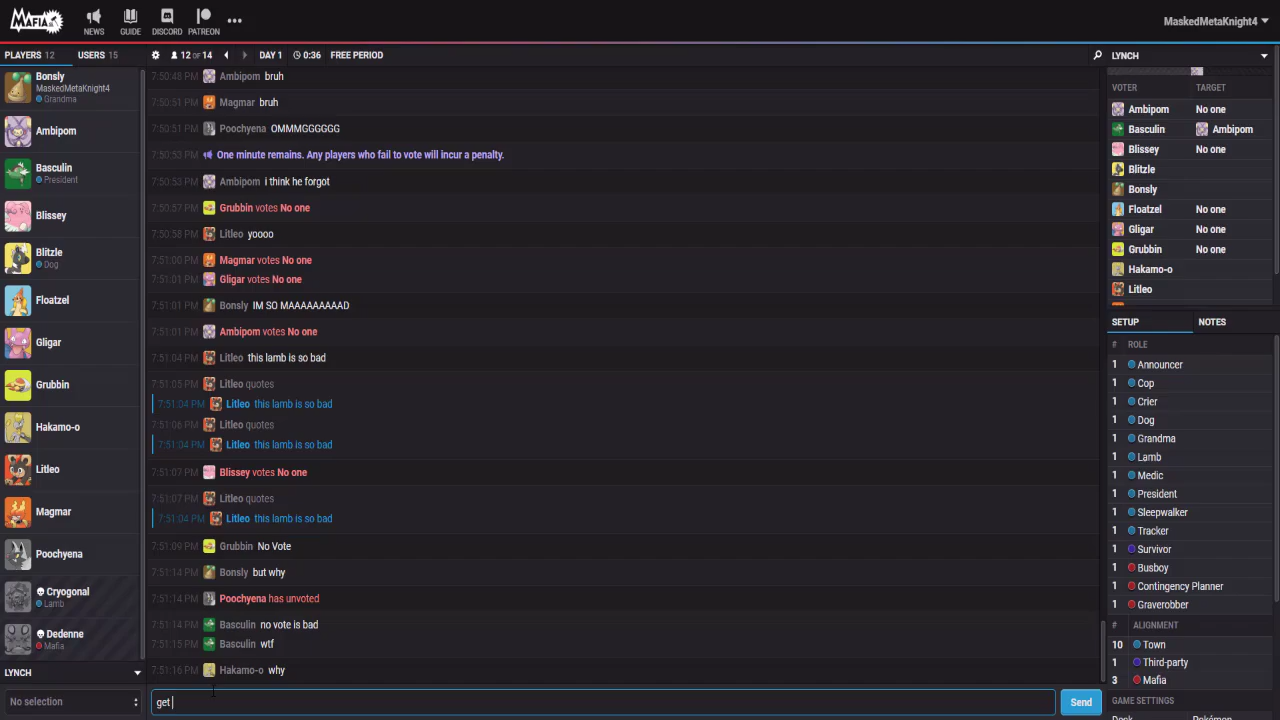 MAFIA.GG
NEWS
GUIDE
DISCORD
PATREON
MaskedMetaKnight4
PLAYERS 12
USERS 15
12 OF 14
DAY 1
0:36
FREE PERIOD
LYNCH
Bonsly
MaskedMetaKnight4
Grandma
Ambipom
Basculin
President
Blissey
Blitzle
Dog
Floatzel
Gligar
Grubbin
Hakamo-o
Litleo
Magmar
Poochyena
Cryogonal
Lamb
Dedenne
Mafia
LYNCH
No selection
7:50:48 PM Ambipom bruh
7:50:51 PM Magmar bruh
7:50:51 PM Poochyena OMMMGGGGGG
7:50:53 PM One minute remains. Any players who fail to vote will incur a penalty.
7:50:53 PM Ambipom i think he forgot
7:50:57 PM Grubbin votes No one
7:50:58 PM Litleo yoooo
7:51:00 PM Magmar votes No one
7:51:01 PM Gligar votes No one
7:51:01 PM Bonsly IM SO MAAAAAAAAAD
7:51:01 PM Ambipom votes No one
7:51:04 PM Litleo this lamb is so bad
7:51:05 PM Litleo quotes
7:51:04 PM Litleo this lamb is so bad
7:51:06 PM Litleo quotes
7:51:04 PM Litleo this lamb is so bad
7:51:07 PM Blissey votes No one
7:51:07 PM Litleo quotes
7:51:04 PM Litleo this lamb is so bad
7:51:09 PM Grubbin No Vote
7:51:14 PM Bonsly but why
7:51:14 PM Poochyena has unvoted
7:51:14 PM Basculin no vote is bad
7:51:15 PM Basculin wtf
7:51:16 PM Hakamo-o why
get
Send
VOTER TARGET
Ambipom No one
Basculin Ambipom
Blissey No one
Blitzle
Bonsly
Floatzel No one
Gligar No one
Grubbin No one
Hakamo-o
Litleo
SETUP NOTES
# ROLE
1 Announcer
1 Cop
1 Crier
1 Dog
1 Grandma
1 Lamb
1 Medic
1 President
1 Sleepwalker
1 Tracker
1 Survivor
1 Busboy
1 Contingency Planner
1 Graverobber
# ALIGNMENT
10 Town
1 Third-party
3 Mafia
GAME SETTINGS
Deck Pokémon